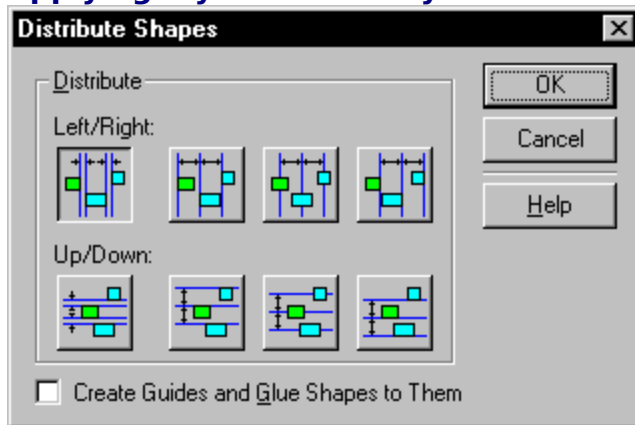 Distribute Shapes
Distribute
Left/Right:
Up/Down:
OK
Cancel
Help
Create Guides and Glue Shapes to Them